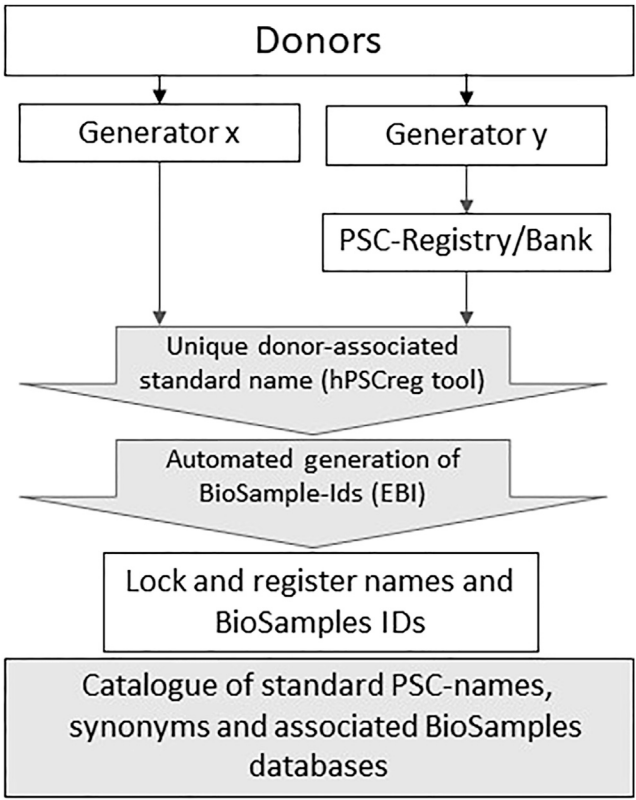 Donors
Generator x
Generator y
PSC-Registry/Bank
Unique donor-associated
standard name (hPSCreg tool)
Automated generation of
BioSample-Ids (EBI)
Lock and register names and
BioSamples IDs
Catalogue of standard PSC-names,
synonyms and associated BioSamples
databases